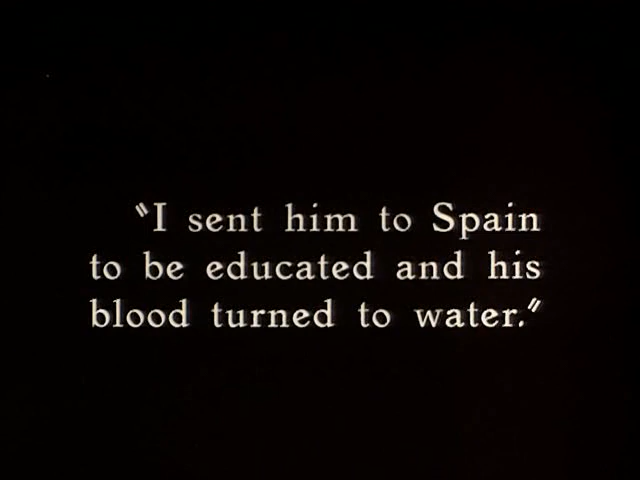 "I sent him to Spain
to be educated and his
blood turned to water."